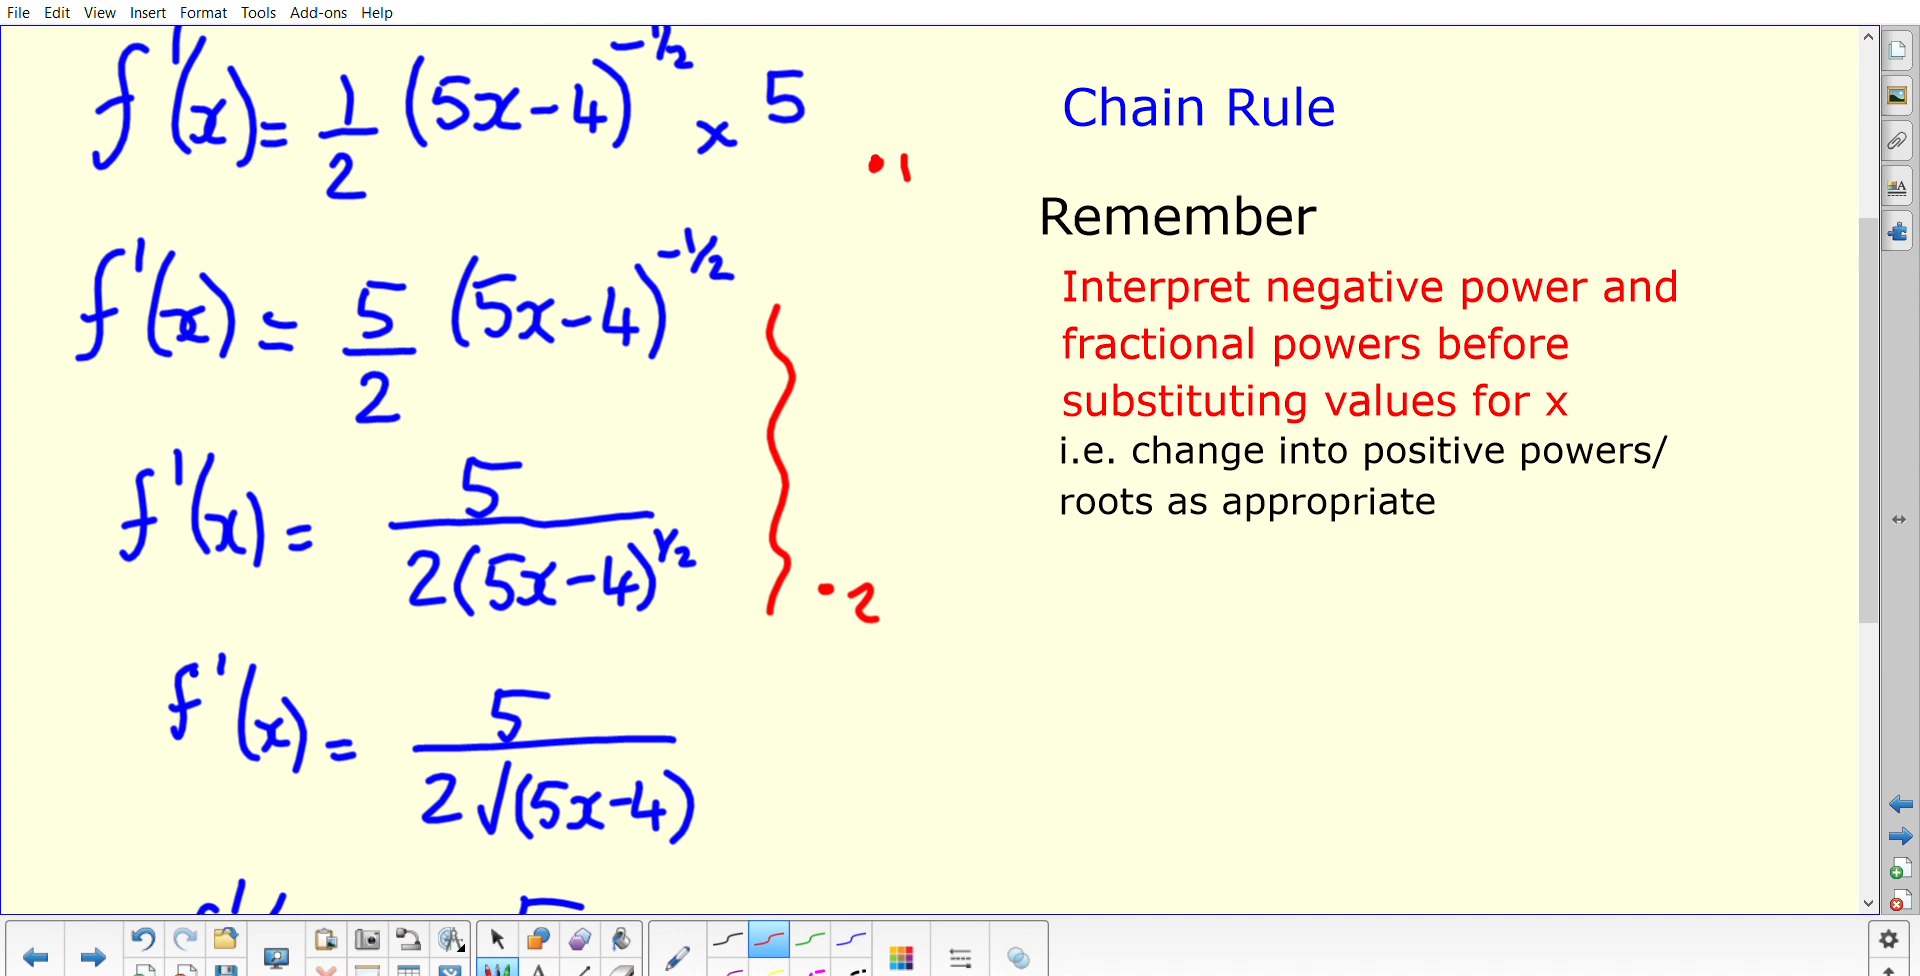 File Edit View Insert Format Tools Add-ons Help
f'(x) = 1/2 (5x-4)^-1/2 × 5
•1
f'(x) = 5/2 (5x-4)^-1/2
f'(x) = 5/2(5x-4)^1/2
•2
f'(x) = 5/2√(5x-4)
Chain Rule
Remember
Interpret negative power and
fractional powers before
substituting values for x
i.e. change into positive powers/
roots as appropriate